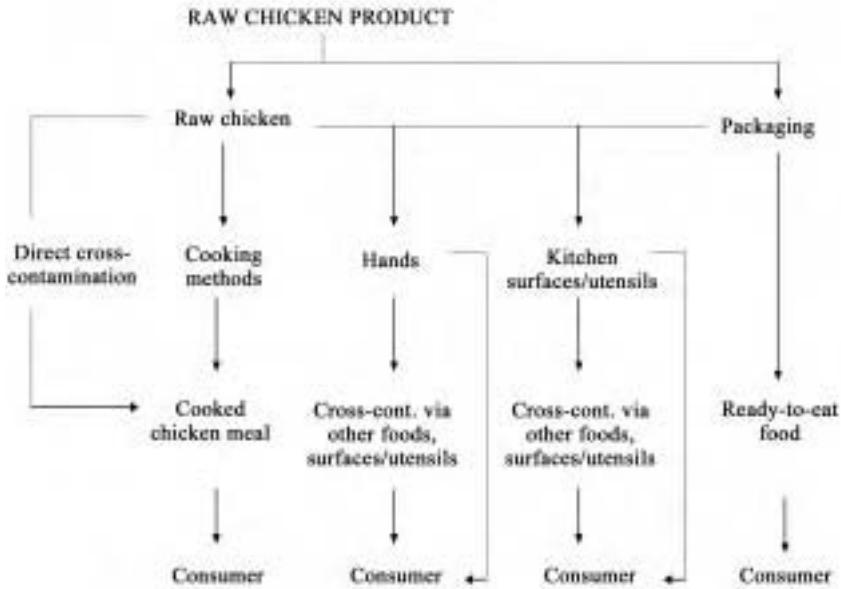 RAW CHICKEN PRODUCT
Raw chicken
Packaging
Direct cross-
contamination
Cooking
methods
Hands
Kitchen
surfaces/utensils
Cooked
chicken meal
Cross-cont. via
other foods,
surfaces/utensils
Cross-cont. via
other foods,
surfaces/utensils
Ready-to-eat
food
Consumer
Consumer
Consumer
Consumer